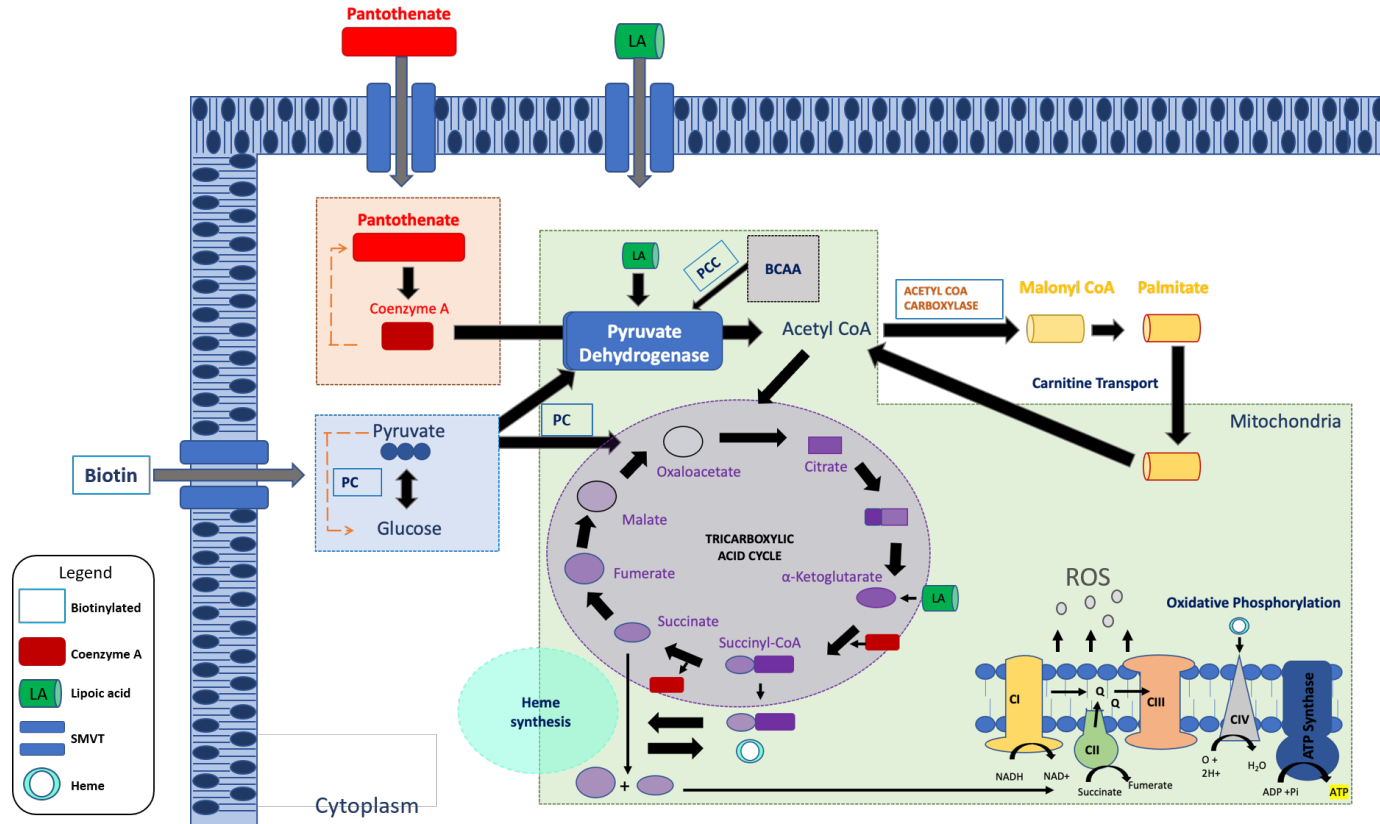 Pantothenate
LA
Pantothenate
Coenzyme A
LA
PCC
BCAA
Pyruvate
Dehydrogenase
Acetyl CoA
ACETYL COA
CARBOXYLASE
Malonyl CoA
Palmitate
Carnitine Transport
Mitochondria
Biotin
Pyruvate
PC
Glucose
PC
Oxaloacetate
Citrate
Malate
TRICARBOXYLIC
ACID CYCLE
Fumerate
α-Ketoglutarate
LA
Succinate
Succinyl-CoA
Heme
synthesis
+
ROS
Oxidative Phosphorylation
CI
Q
Q
CIII
CII
CIV
ATP Synthase
NADH
NAD+
Succinate
Fumerate
O +
2H+
H₂O
ADP +Pi
ATP
Legend
Biotinylated
Coenzyme A
LA
Lipoic acid
SMVT
Heme
Cytoplasm